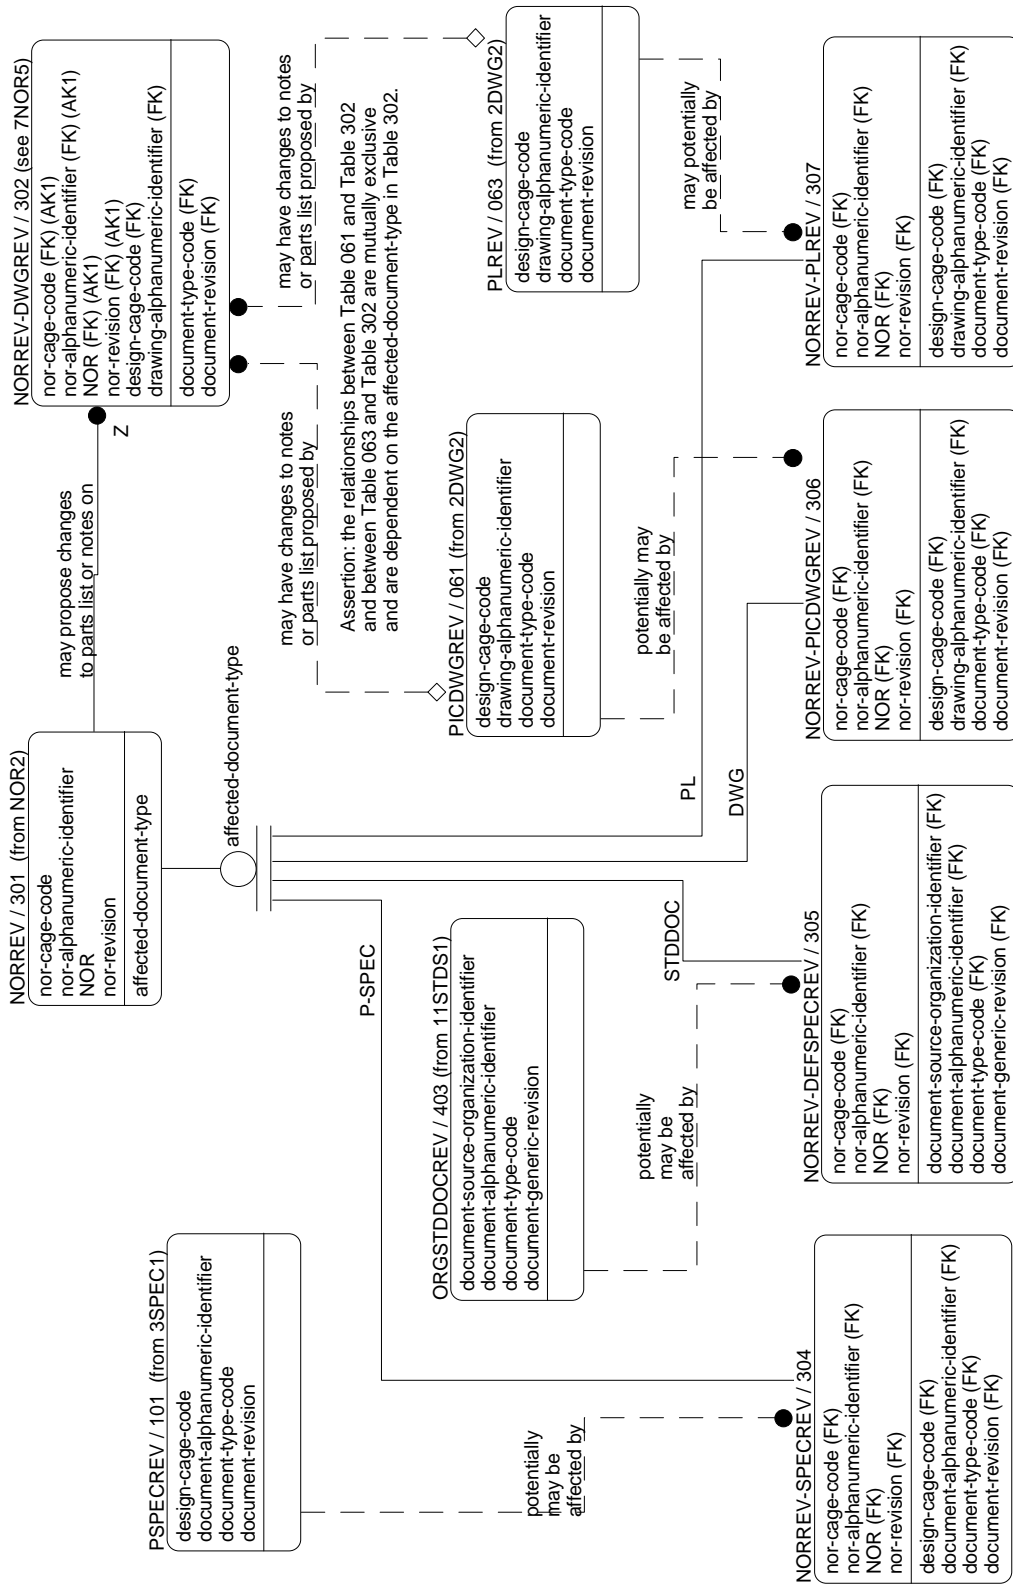 NORREV / 301  (from NOR2)
nor-cage-code
nor-alphanumeric-identifier
NOR
nor-revision
affected-document-type
may propose changes
to parts list or notes on
Z
NORREV-DWGREV / 302 (see 7NOR5)
nor-cage-code (FK) (AK1)
nor-alphanumeric-identifier (FK) (AK1)
NOR (FK) (AK1)
nor-revision (FK) (AK1)
design-cage-code (FK)
drawing-alphanumeric-identifier (FK)
document-type-code (FK)
document-revision (FK)
affected-document-type
may have changes to notes
or parts list proposed by
may have changes to notes
or parts list proposed by
Assertion: the relationships between Table 061 and Table 302
and between Table 063 and Table 302 are mutually exclusive
and are dependent on the affected-document-type in Table 302.
PSPECREV / 101  (from 3SPEC1)
design-cage-code
document-alphanumeric-identifier
document-type-code
document-revision
P-SPEC
ORGSTDDOCREV / 403 (from 11STDS1)
document-source-organization-identifier
document-alphanumeric-identifier
document-type-code
document-generic-revision
PICDWGREV / 061 (from 2DWG2)
design-cage-code
drawing-alphanumeric-identifier
document-type-code
document-revision
PLREV / 063  (from 2DWG2)
design-cage-code
drawing-alphanumeric-identifier
document-type-code
document-revision
potentially
may be
affected by
potentially
may be
affected by
STDDOC
potentially may
be affected by
DWG
PL
may potentially
be affected by
NORREV-SPECREV / 304
nor-cage-code (FK)
nor-alphanumeric-identifier (FK)
NOR (FK)
nor-revision (FK)
design-cage-code (FK)
document-alphanumeric-identifier (FK)
document-type-code (FK)
document-revision (FK)
NORREV-DEFSPECREV / 305
nor-cage-code (FK)
nor-alphanumeric-identifier (FK)
NOR (FK)
nor-revision (FK)
document-source-organization-identifier (FK)
document-alphanumeric-identifier (FK)
document-type-code (FK)
document-generic-revision (FK)
NORREV-PICDWGREV / 306
nor-cage-code (FK)
nor-alphanumeric-identifier (FK)
NOR (FK)
nor-revision (FK)
design-cage-code (FK)
drawing-alphanumeric-identifier (FK)
document-type-code (FK)
document-revision (FK)
NORREV-PLREV / 307
nor-cage-code (FK)
nor-alphanumeric-identifier (FK)
NOR (FK)
nor-revision (FK)
design-cage-code (FK)
drawing-alphanumeric-identifier (FK)
document-type-code (FK)
document-revision (FK)